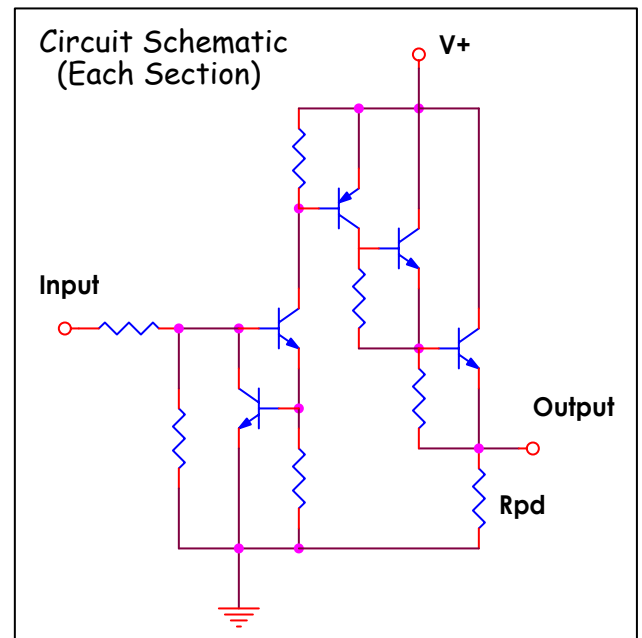 Circuit Schematic
(Each Section)
V+
Input
Output
Rpd